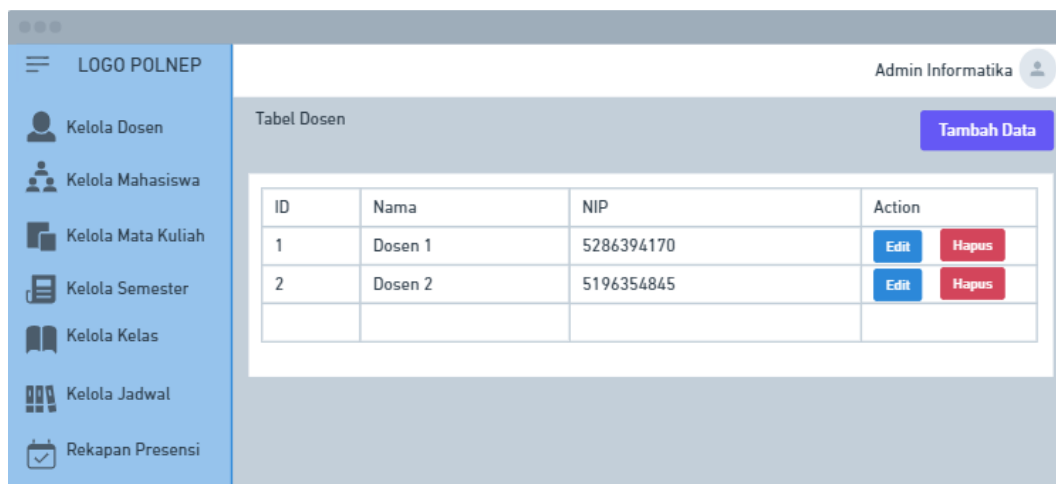 LOGO POLNEP
Admin Informatika
Kelola Dosen
Kelola Mahasiswa
Kelola Mata Kuliah
Kelola Semester
Kelola Kelas
Kelola Jadwal
Rekapan Presensi
Tabel Dosen
Tambah Data
ID Nama NIP Action
1 Dosen 1 5286394170 Edit Hapus
2 Dosen 2 5196354845 Edit Hapus